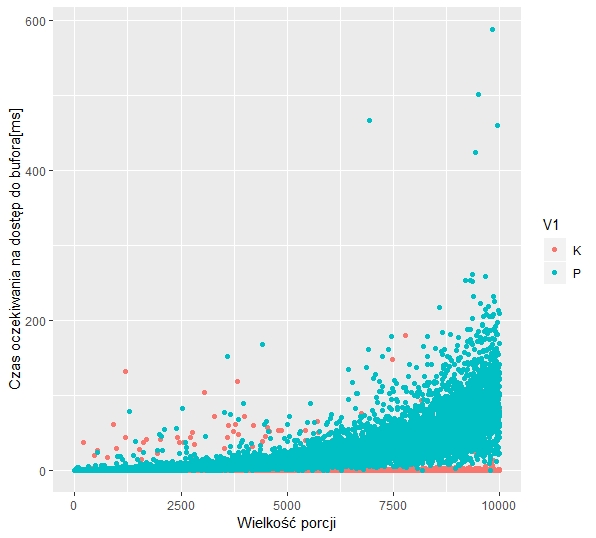 Czas oczekiwania na dostęp do bufora[ms]
600
400
200
0
0 2500 5000 7500 10000
Wielkość porcji
V1
K
P